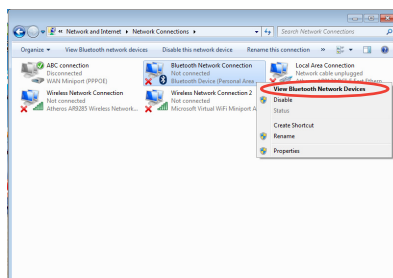 « Network and Internet ▸ Network Connections ▸
Search Network Connections
Organize ▾ View Bluetooth network devices Disable this network device Rename this connection »
ABC connection
Disconnected
WAN Miniport (PPPOE)
Bluetooth Network Connection
Not connected
Bluetooth Device (Personal Area
Local Area Connection
Network cable unplugged
View Bluetooth Network Devices
Disable
Status
Create Shortcut
Rename
Properties
Wireless Network Connection
Not connected
Atheros AR9285 Wireless Network...
Wireless Network Connection 2
Not connected
Microsoft Virtual WiFi Miniport A